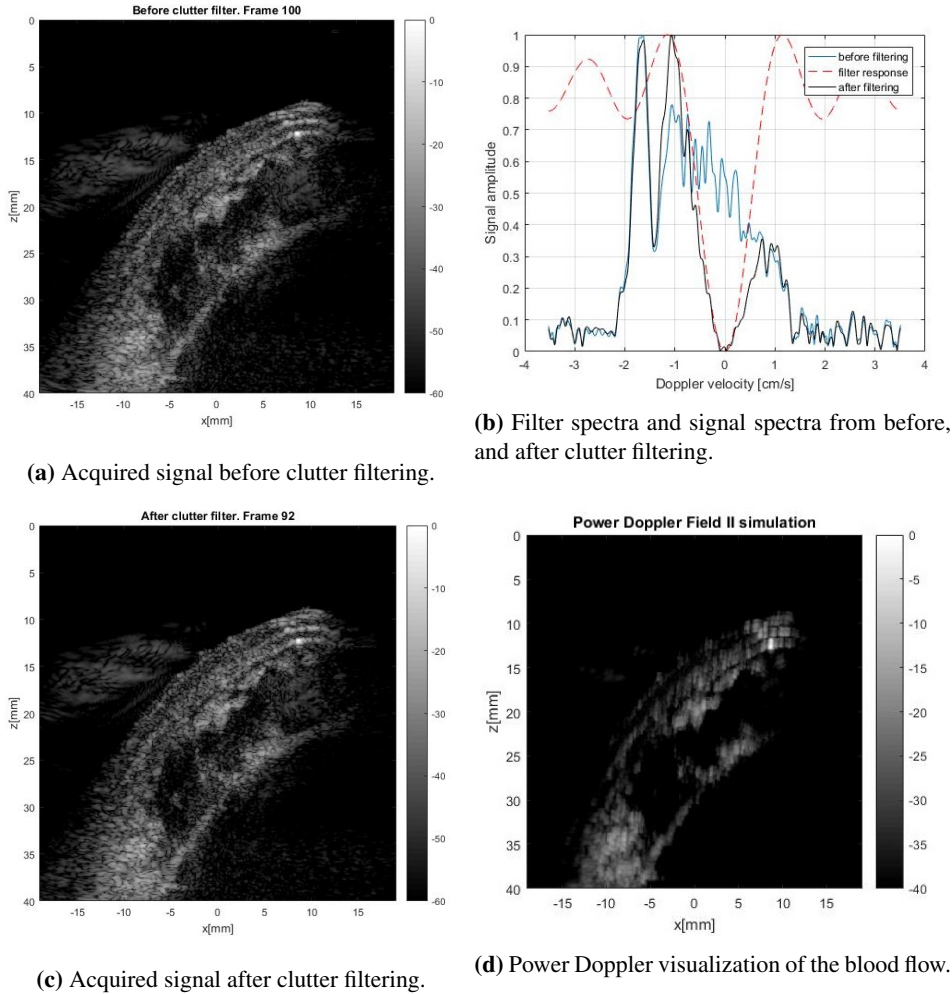 Before clutter filter. Frame 100
0
5
10
15
20
25
30
35
40
z[mm]
-15 -10 -5 0 5 10 15
x[mm]
0
-10
-20
-30
-40
-50
-60
(a) Acquired signal before clutter filtering.
1
0.9
0.8
0.7
0.6
0.5
0.4
0.3
0.2
0.1
0
Signal amplitude
before filtering
filter response
after filtering
-4 -3 -2 -1 0 1 2 3 4
Doppler velocity [cm/s]
(b) Filter spectra and signal spectra from before,
and after clutter filtering.
After clutter filter. Frame 92
0
5
10
15
20
25
30
35
40
z[mm]
-15 -10 -5 0 5 10 15
x[mm]
0
-10
-20
-30
-40
-50
-60
(c) Acquired signal after clutter filtering.
Power Doppler Field II simulation
0
5
10
15
20
25
30
35
40
z[mm]
-15 -10 -5 0 5 10 15
x[mm]
0
-5
-10
-15
-20
-25
-30
-35
-40
(d) Power Doppler visualization of the blood flow.